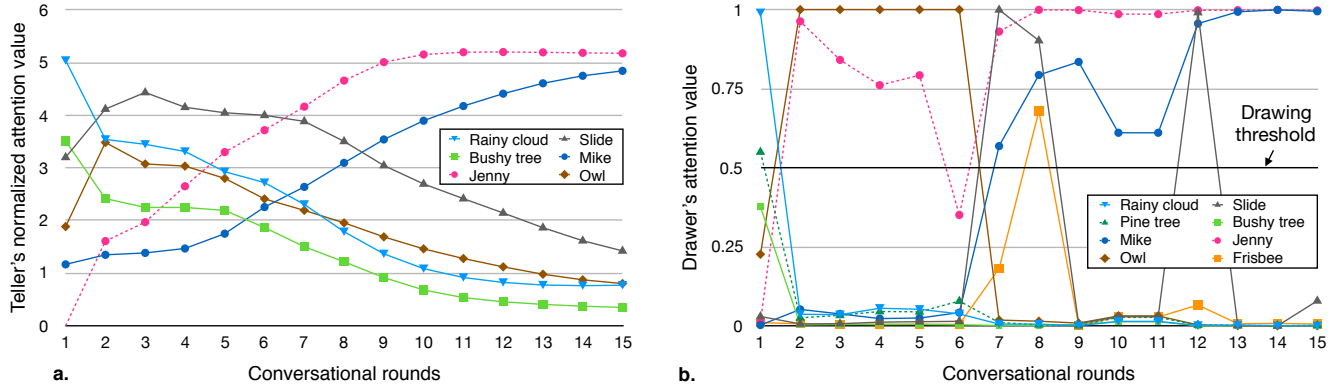 Teller's normalized attention value
6
5
4
3
2
1
0
Rainy cloud
Bushy tree
Jenny
Slide
Mike
Owl
1 2 3 4 5 6 7 8 9 10 11 12 13 14 15
a. Conversational rounds
Drawer's attention value
1
0.75
0.5
0.25
0
Drawing
threshold
Rainy cloud
Pine tree
Mike
Owl
Slide
Bushy tree
Jenny
Frisbee
1 2 3 4 5 6 7 8 9 10 11 12 13 14 15
b. Conversational rounds